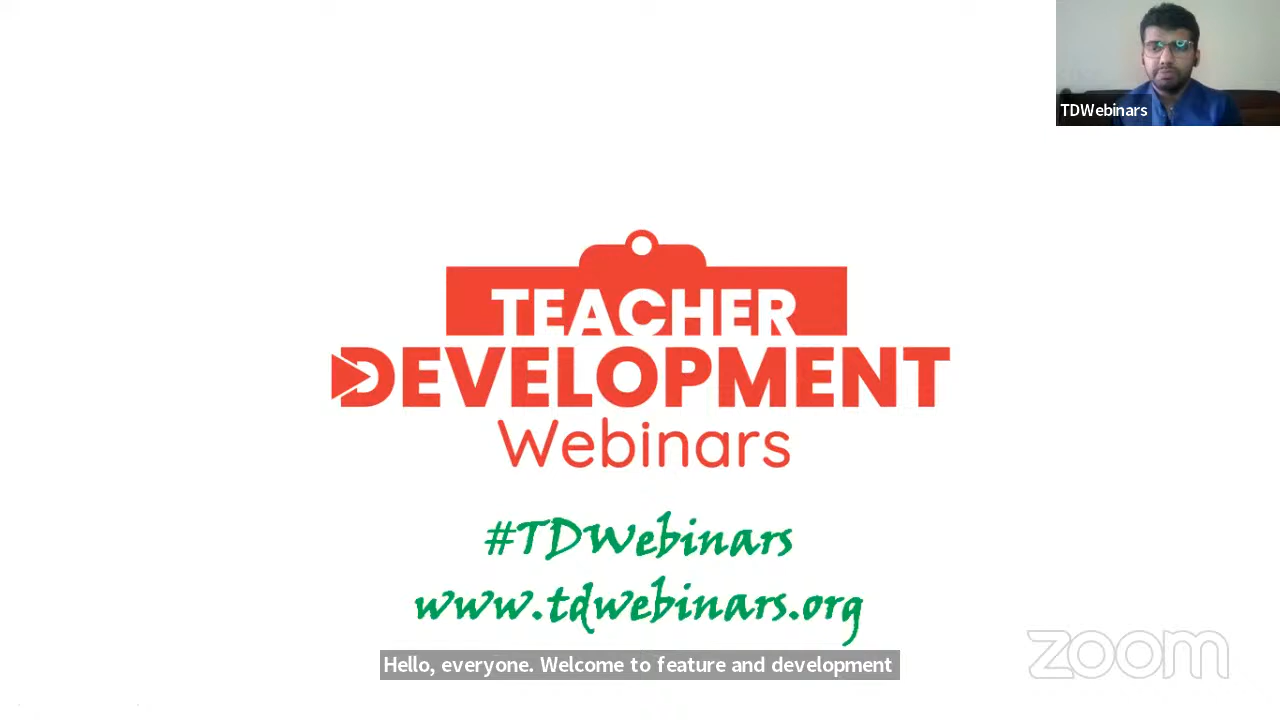 TDWebinars
TEACHER
DEVELOPMENT
Webinars
#TDWebinars
www.tdwebinars.org
Hello, everyone. Welcome to feature and development
zoom